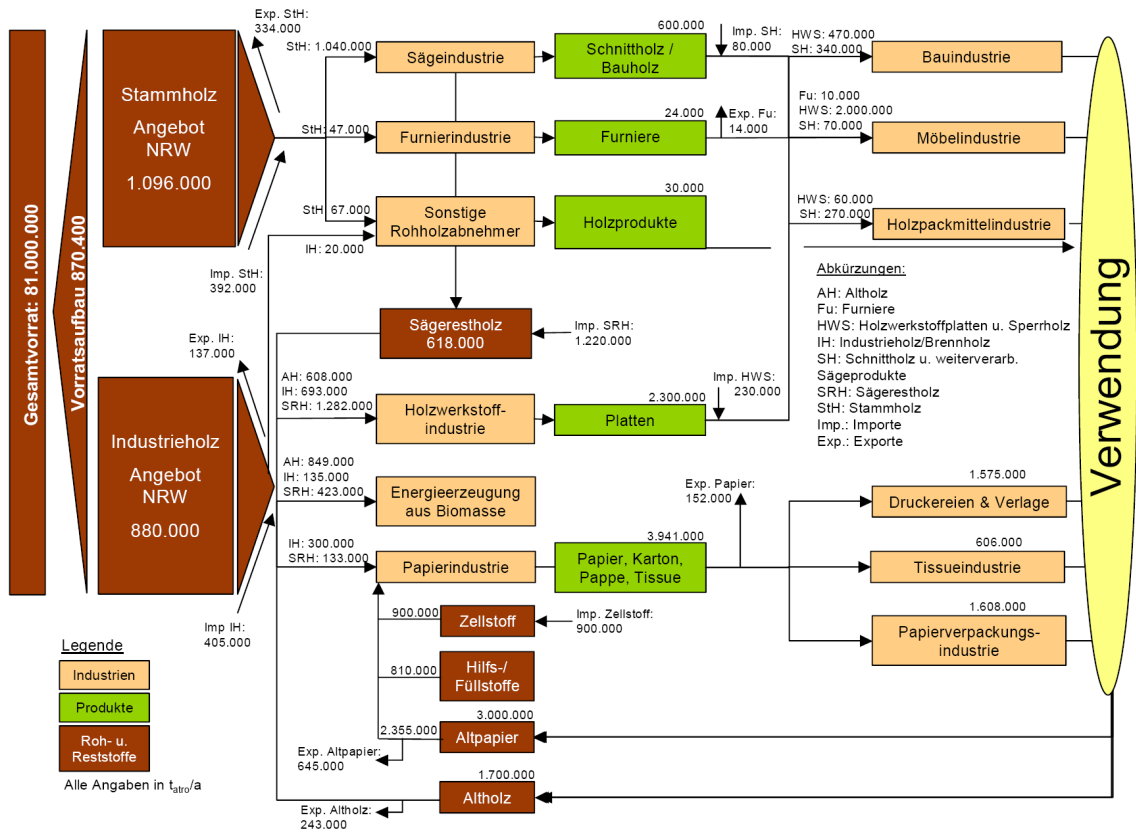 Gesamtvorrat: 81.000.000
Vorratsaufbau 870.400
Stammholz
Angebot
NRW
1.096.000
Exp. StH:
334.000
Imp. StH:
392.000
Industrieholz
Angebot
NRW
880.000
Exp. IH:
137.000
Imp IH:
405.000
StH: 1.040.000
Sägeindustrie
600.000
Schnittholz /
Bauholz
Imp. SH:
80.000
HWS: 470.000
SH: 340.000
Bauindustrie
StH: 47.000
Furnierindustrie
24.000
Furniere
Exp. Fu:
14.000
Fu: 10.000
HWS: 2.000.000
SH: 70.000
Möbelindustrie
StH: 67.000
IH: 20.000
Sonstige
Rohholzabnehmer
30.000
Holzprodukte
HWS: 60.000
SH: 270.000
Holzpackmittelindustrie
Sägerestholz
618.000
Imp. SRH:
1.220.000
AH: 608.000
IH: 693.000
SRH: 1.282.000
Holzwerkstoff-
industrie
2.300.000
Platten
Imp. HWS:
230.000
Abkürzungen:
AH: Altholz
Fu: Furniere
HWS: Holzwerkstoffplatten u. Sperrholz
IH: Industrieholz/Brennholz
SH: Schnittholz u. weiterverarb.
Sägeprodukte
SRH: Sägerestholz
StH: Stammholz
Imp.: Importe
Exp.: Exporte
AH: 849.000
IH: 135.000
SRH: 423.000
Energieerzeugung
aus Biomasse
IH: 300.000
SRH: 133.000
Papierindustrie
3.941.000
Papier, Karton,
Pappe, Tissue
Exp. Papier:
152.000
1.575.000
Druckereien & Verlage
606.000
Tissueindustrie
1.608.000
Papierverpackungs-
industrie
900.000
Zellstoff
Imp. Zellstoff:
900.000
810.000
Hilfs-/
Füllstoffe
2.355.000
3.000.000
Altpapier
Exp. Altpapier:
645.000
1.700.000
Altholz
Exp. Altholz:
243.000
Verwendung
Legende
Industrien
Produkte
Roh- u.
Reststoffe
Alle Angaben in t_atro/a